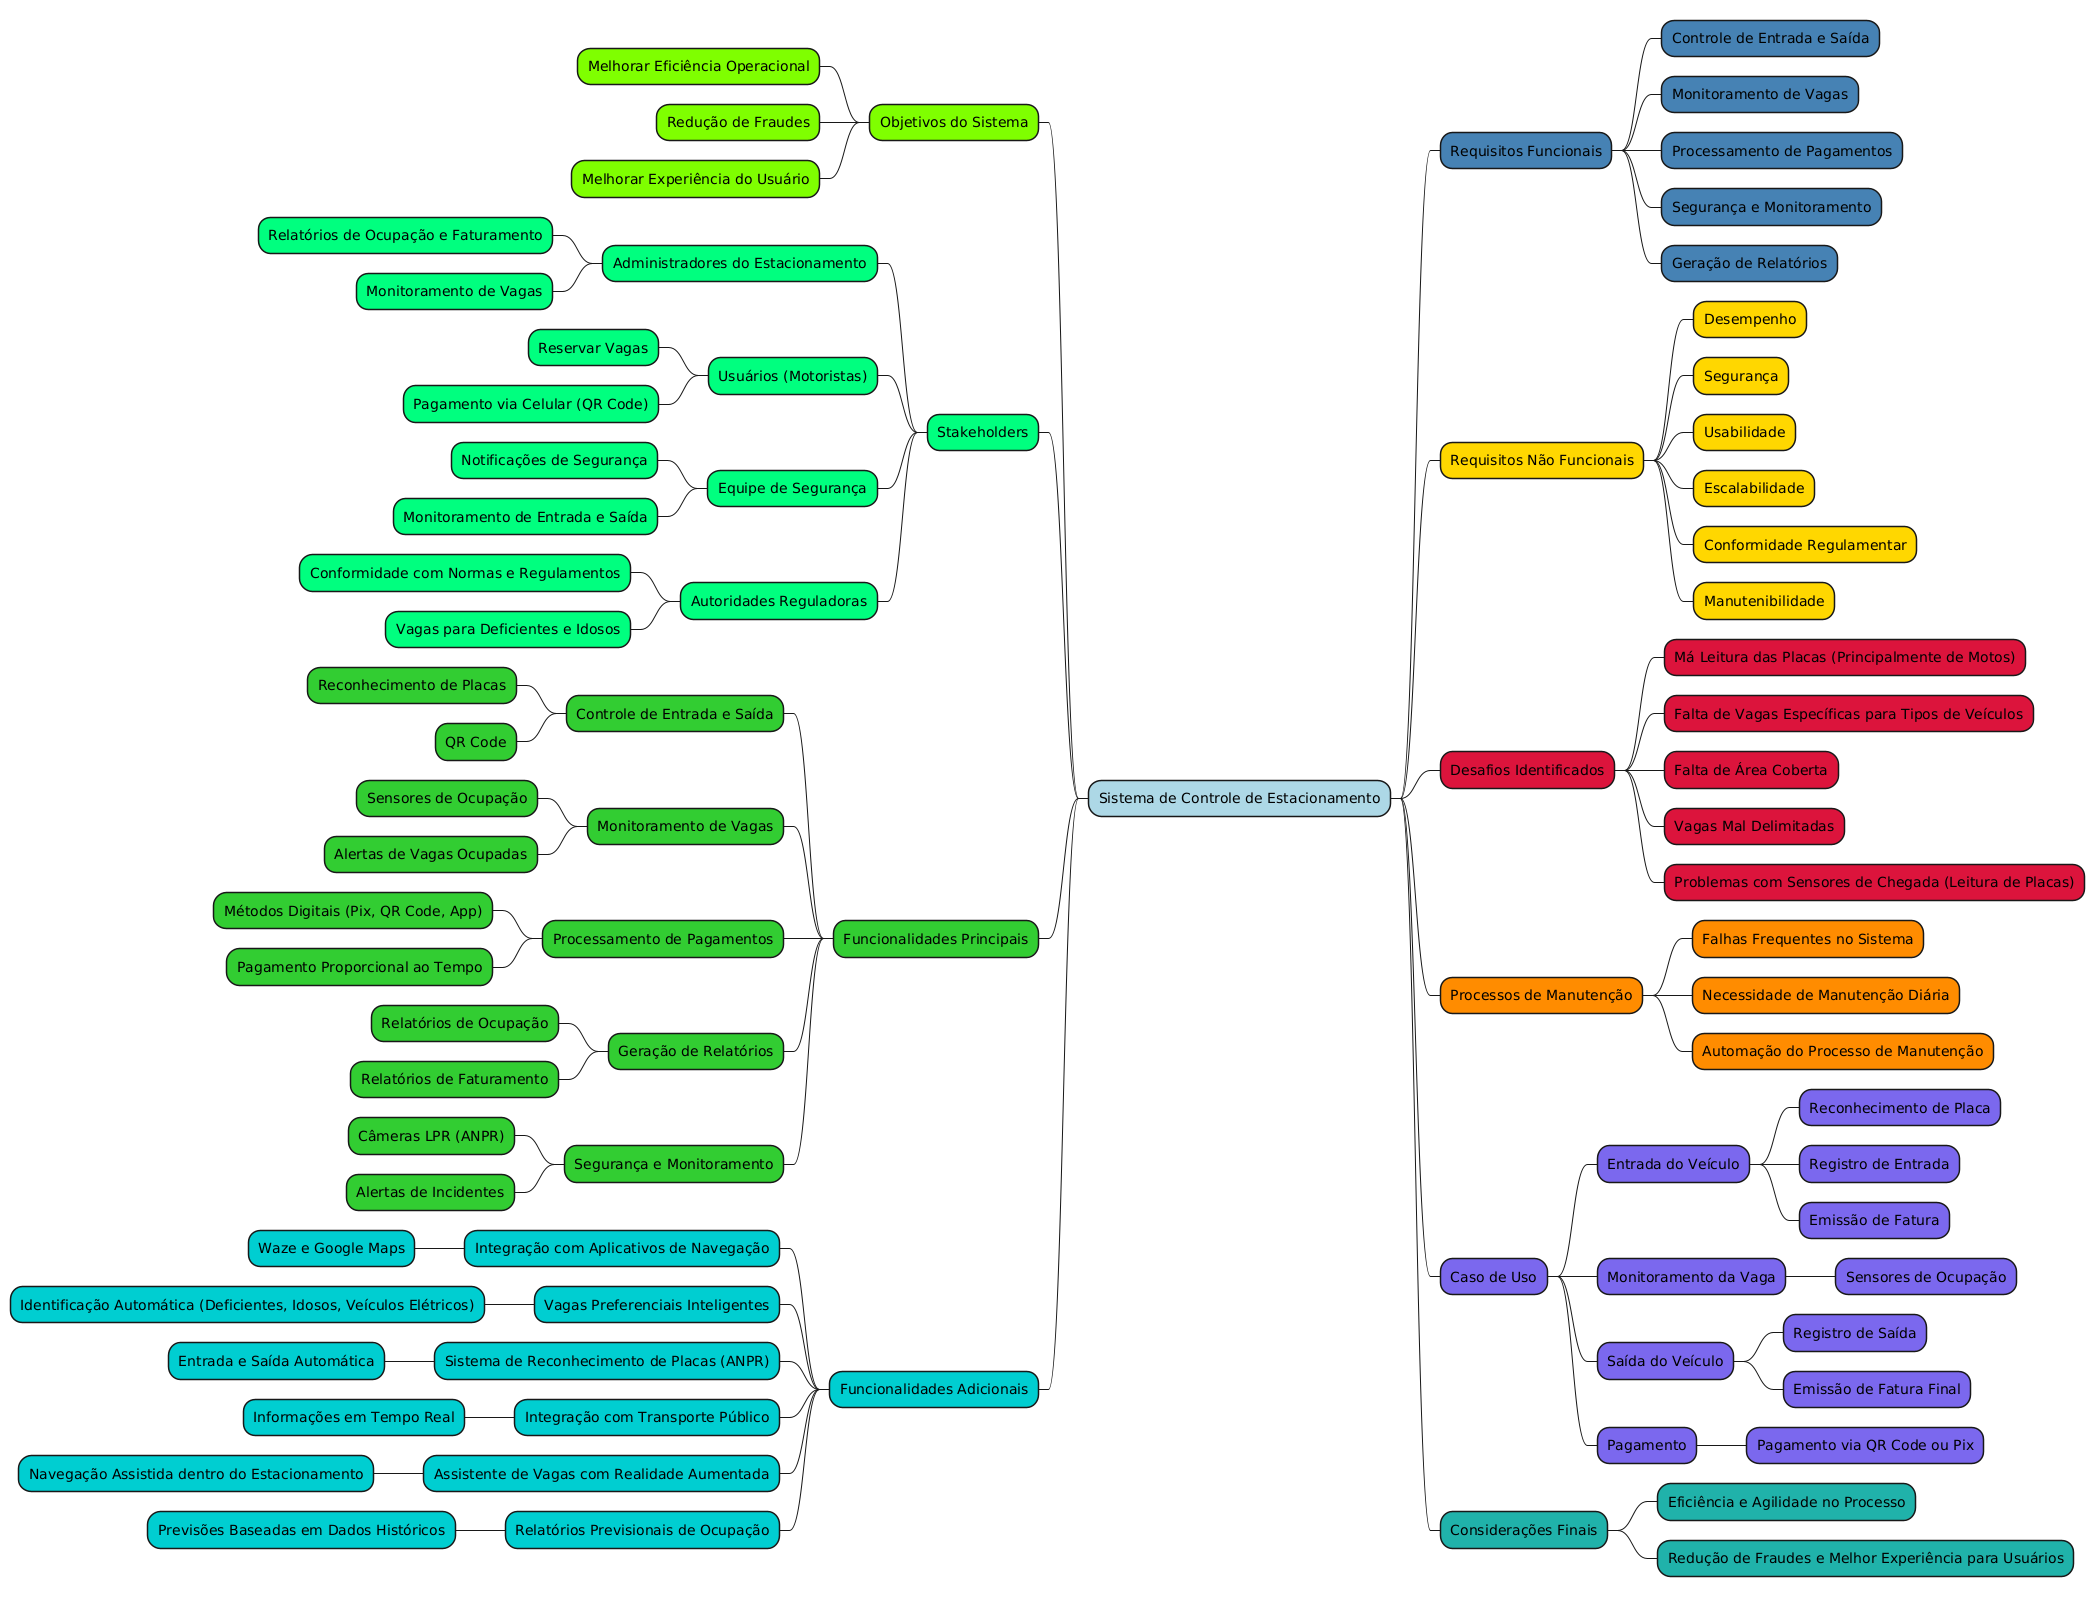 Sistema de Controle de Estacionamento
Objetivos do Sistema
Melhorar Eficiência Operacional
Redução de Fraudes
Melhorar Experiência do Usuário
Stakeholders
Administradores do Estacionamento
Relatórios de Ocupação e Faturamento
Monitoramento de Vagas
Usuários (Motoristas)
Reservar Vagas
Pagamento via Celular (QR Code)
Equipe de Segurança
Notificações de Segurança
Monitoramento de Entrada e Saída
Autoridades Reguladoras
Conformidade com Normas e Regulamentos
Vagas para Deficientes e Idosos
Funcionalidades Principais
Controle de Entrada e Saída
Reconhecimento de Placas
QR Code
Monitoramento de Vagas
Sensores de Ocupação
Alertas de Vagas Ocupadas
Processamento de Pagamentos
Métodos Digitais (Pix, QR Code, App)
Pagamento Proporcional ao Tempo
Geração de Relatórios
Relatórios de Ocupação
Relatórios de Faturamento
Segurança e Monitoramento
Câmeras LPR (ANPR)
Alertas de Incidentes
Funcionalidades Adicionais
Integração com Aplicativos de Navegação
Waze e Google Maps
Vagas Preferenciais Inteligentes
Identificação Automática (Deficientes, Idosos, Veículos Elétricos)
Sistema de Reconhecimento de Placas (ANPR)
Entrada e Saída Automática
Integração com Transporte Público
Informações em Tempo Real
Assistente de Vagas com Realidade Aumentada
Navegação Assistida dentro do Estacionamento
Relatórios Previsionais de Ocupação
Previsões Baseadas em Dados Históricos
Requisitos Funcionais
Controle de Entrada e Saída
Monitoramento de Vagas
Processamento de Pagamentos
Segurança e Monitoramento
Geração de Relatórios
Requisitos Não Funcionais
Desempenho
Segurança
Usabilidade
Escalabilidade
Conformidade Regulamentar
Manutenibilidade
Desafios Identificados
Má Leitura das Placas (Principalmente de Motos)
Falta de Vagas Específicas para Tipos de Veículos
Falta de Área Coberta
Vagas Mal Delimitadas
Problemas com Sensores de Chegada (Leitura de Placas)
Processos de Manutenção
Falhas Frequentes no Sistema
Necessidade de Manutenção Diária
Automação do Processo de Manutenção
Caso de Uso
Entrada do Veículo
Reconhecimento de Placa
Registro de Entrada
Emissão de Fatura
Monitoramento da Vaga
Sensores de Ocupação
Saída do Veículo
Registro de Saída
Emissão de Fatura Final
Pagamento
Pagamento via QR Code ou Pix
Considerações Finais
Eficiência e Agilidade no Processo
Redução de Fraudes e Melhor Experiência para Usuários